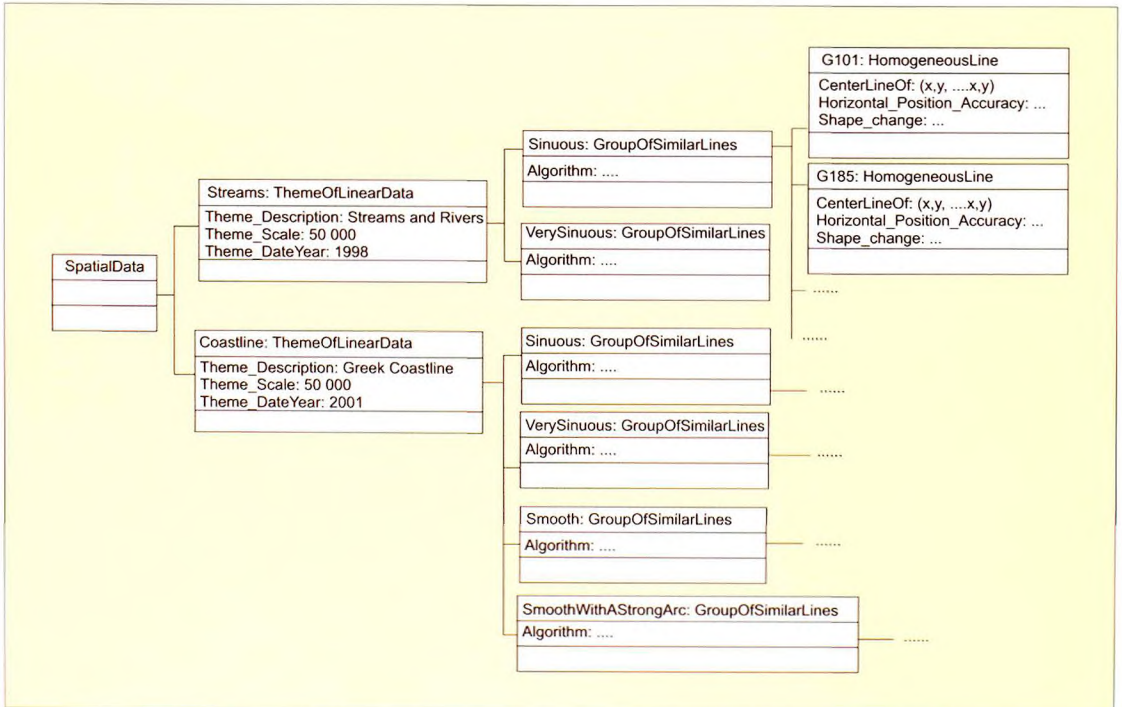 SpatialData
Streams: ThemeOfLinearData
Theme_Description: Streams and Rivers
Theme_Scale: 50 000
Theme_DateYear: 1998
Coastline: ThemeOfLinearData
Theme_Description: Greek Coastline
Theme_Scale: 50 000
Theme_DateYear: 2001
Sinuous: GroupOfSimilarLines
Algorithm: ....
VerySinuous: GroupOfSimilarLines
Algorithm: ....
Sinuous: GroupOfSimilarLines
Algorithm: ....
......
VerySinuous: GroupOfSimilarLines
Algorithm: ....
......
Smooth: GroupOfSimilarLines
Algorithm: ....
......
SmoothWithAStrongArc: GroupOfSimilarLines
Algorithm: ....
......
G101: HomogeneousLine
CenterLineOf: (x,y, ....x,y)
Horizontal_Position_Accuracy: ...
Shape_change: ...
G185: HomogeneousLine
CenterLineOf: (x,y, ....x,y)
Horizontal_Position_Accuracy: ...
Shape_change: ...
......
......